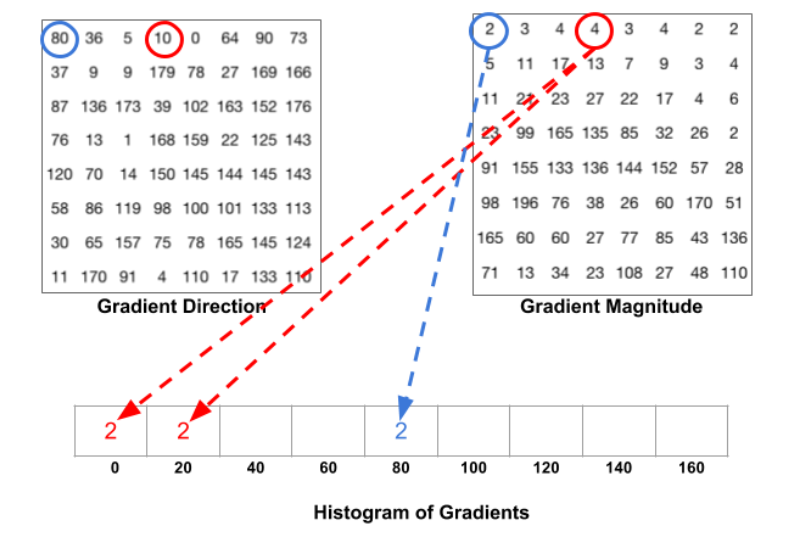 80 36 5 10 0 64 90 73
37 9 9 179 78 27 169 166
87 136 173 39 102 163 152 176
76 13 1 168 159 22 125 143
120 70 14 150 145 144 145 143
58 86 119 98 100 101 133 113
30 65 157 75 78 165 145 124
11 170 91 4 110 17 133 110
Gradient Direction
2 3 4 4 3 4 2 2
5 11 17 13 7 9 3 4
11 21 23 27 22 17 4 6
23 99 165 135 85 32 26 2
91 155 133 136 144 152 57 28
98 196 76 38 26 60 170 51
165 60 60 27 77 85 43 136
71 13 34 23 108 27 48 110
Gradient Magnitude
2 2 2
0 20 40 60 80 100 120 140 160
Histogram of Gradients